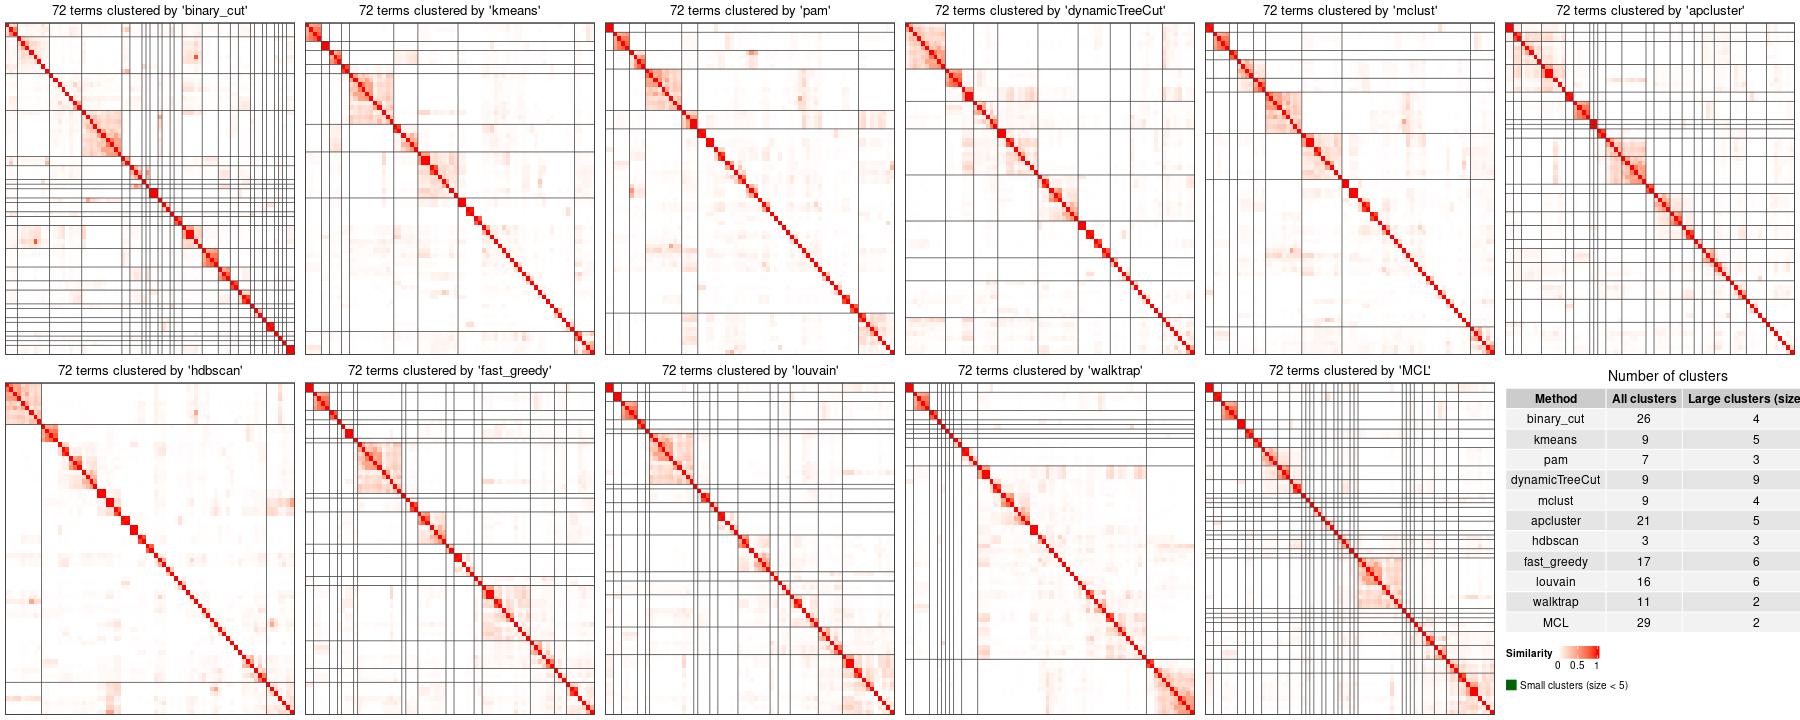 72 terms clustered by 'binary_cut'
72 terms clustered by 'kmeans'
72 terms clustered by 'pam'
72 terms clustered by 'dynamicTreeCut'
72 terms clustered by 'mclust'
72 terms clustered by 'apcluster'
72 terms clustered by 'hdbscan'
72 terms clustered by 'fast_greedy'
72 terms clustered by 'louvain'
72 terms clustered by 'walktrap'
72 terms clustered by 'MCL'
Number of clusters
Method All clusters Large clusters (size
binary_cut 26 4
kmeans 9 5
pam 7 3
dynamicTreeCut 9 9
mclust 9 4
apcluster 21 5
hdbscan 3 3
fast_greedy 17 6
louvain 16 6
walktrap 11 2
MCL 29 2
Similarity
0 0.5 1
Small clusters (size < 5)